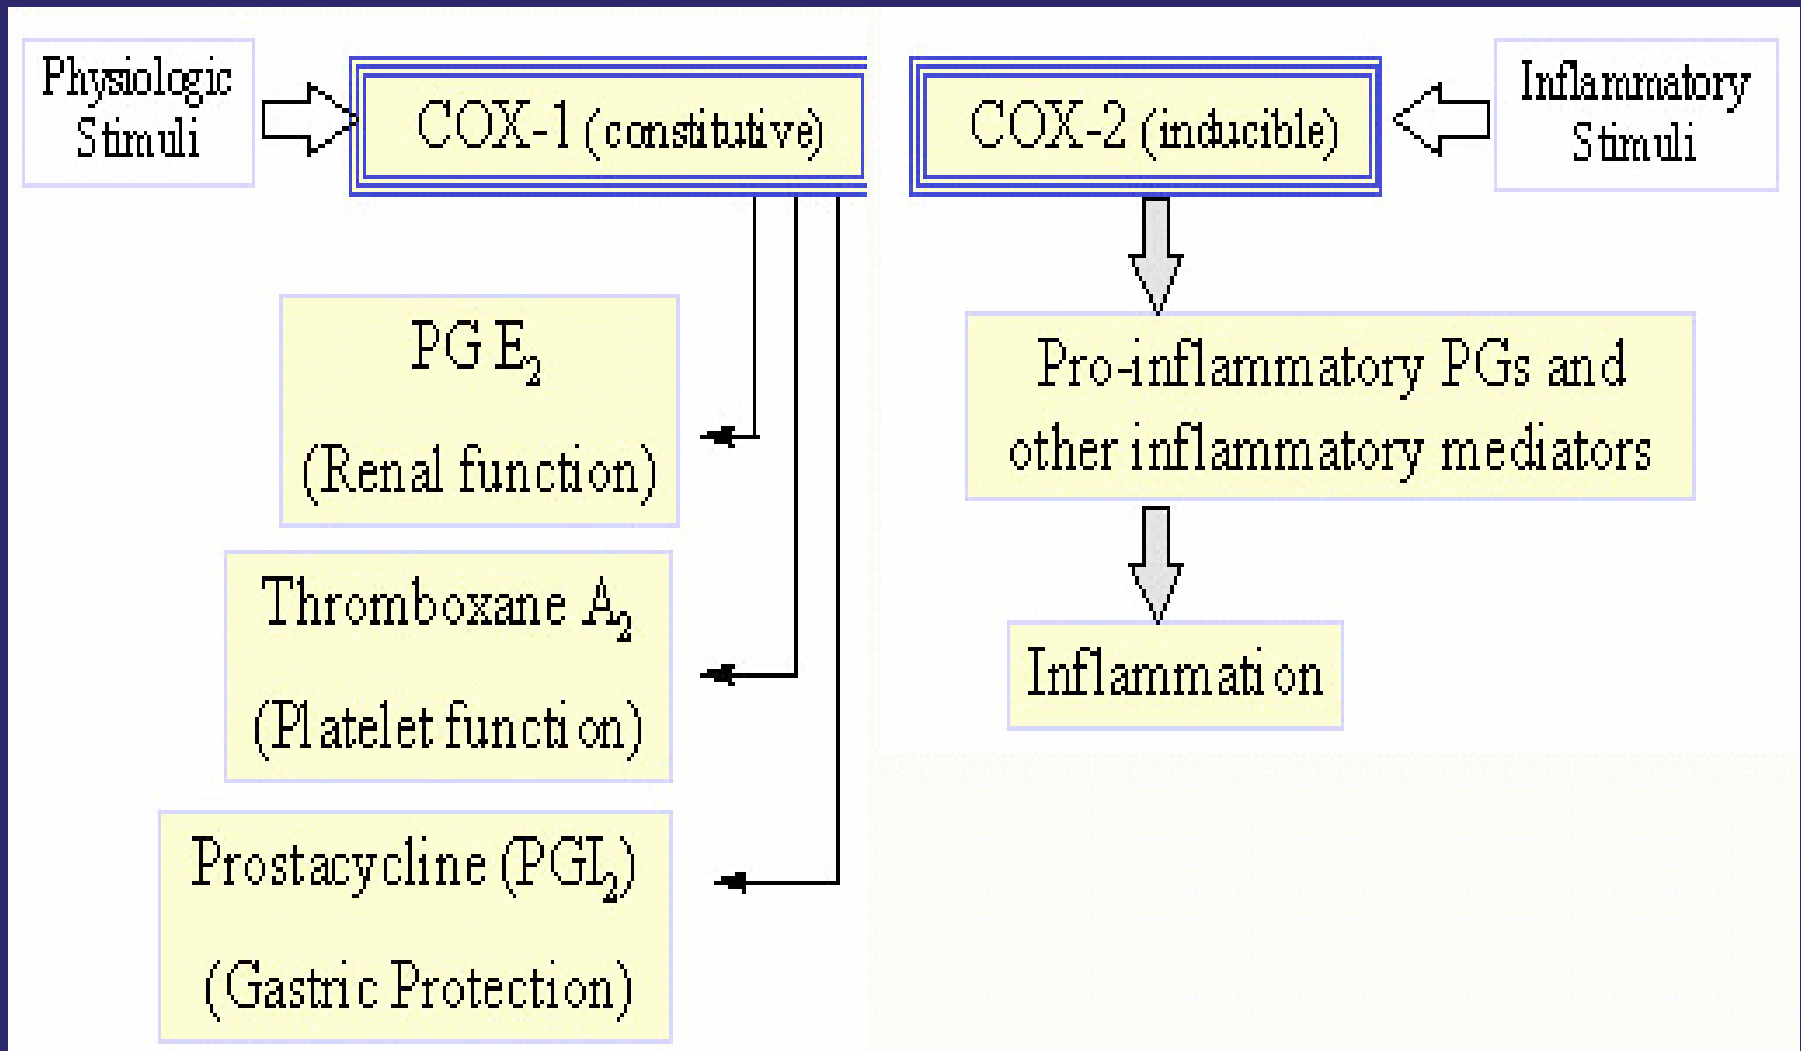 Physiologic
Stimuli
COX-1 (constitutive)
COX-2 (inducible)
Inflammatory
Stimuli
PG E₂
(Renal function)
Thromboxane A₂
(Platelet function)
Prostacycline (PGI₂)
(Gastric Protection)
Pro-inflammatory PGs and
other inflammatory mediators
Inflammation